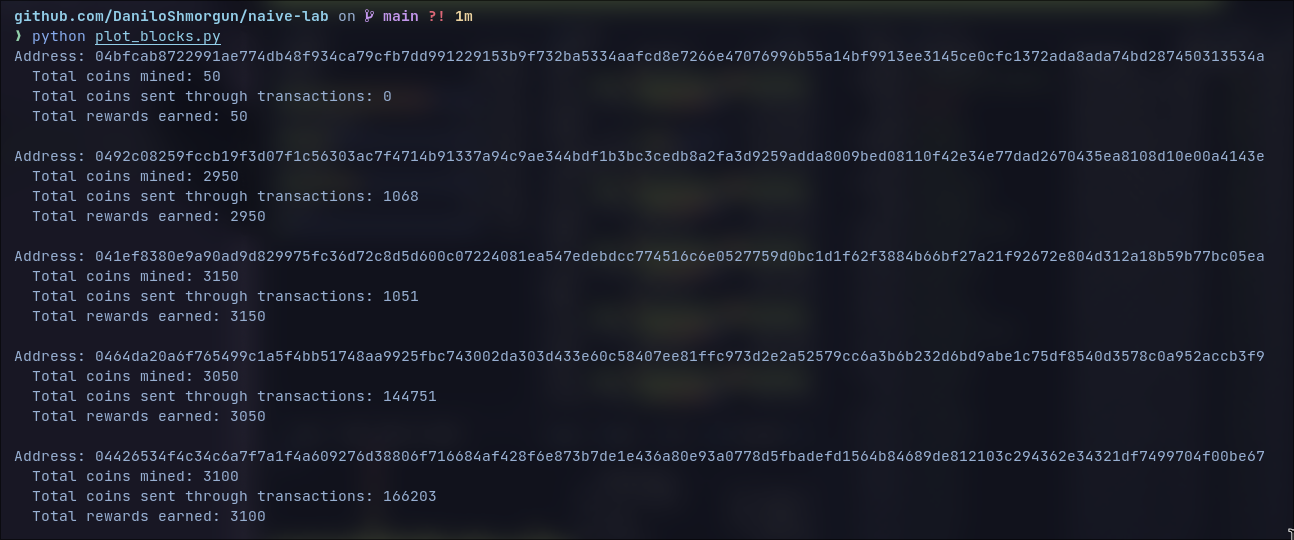 github.com/DaniloShmorgun/naive-lab on main ?! 1m
❯ python plot_blocks.py
Address: 04bfcab8722991ae774db48f934ca79cfb7dd991229153b9f732ba5334aafcd8e7266e47076996b55a14bf9913ee3145ce0cfc1372ada8ada74bd287450313534a
  Total coins mined: 50
  Total coins sent through transactions: 0
  Total rewards earned: 50
Address: 0492c08259fccb19f3d07f1c56303ac7f4714b91337a94c9ae344bdf1b3bc3cedb8a2fa3d9259adda8009bed08110f42e34e77dad2670435ea8108d10e00a4143e
  Total coins mined: 2950
  Total coins sent through transactions: 1068
  Total rewards earned: 2950
Address: 041ef8380e9a90ad9d829975fc36d72c8d5d600c07224081ea547edebdcc774516c6e0527759d0bc1d1f62f3884b66bf27a21f92672e804d312a18b59b77bc05ea
  Total coins mined: 3150
  Total coins sent through transactions: 1051
  Total rewards earned: 3150
Address: 0464da20a6f765499c1a5f4bb51748aa9925fbc743002da303d433e60c58407ee81ffc973d2e2a52579cc6a3b6b232d6bd9abe1c75df8540d3578c0a952accb3f9
  Total coins mined: 3050
  Total coins sent through transactions: 144751
  Total rewards earned: 3050
Address: 04426534f4c34c6a7f7a1f4a609276d38806f716684af428f6e873b7de1e436a80e93a0778d5fbadefd1564b84689de812103c294362e34321df7499704f00be67
  Total coins mined: 3100
  Total coins sent through transactions: 166203
  Total rewards earned: 3100